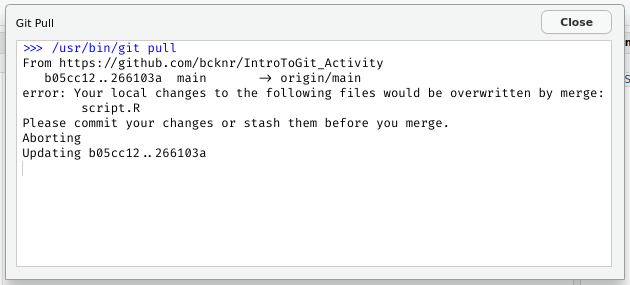 Git Pull
Close
>>> /usr/bin/git pull
From https://github.com/bcknr/IntroToGit_Activity
   b05cc12..266103a  main       -> origin/main
error: Your local changes to the following files would be overwritten by merge:
        script.R
Please commit your changes or stash them before you merge.
Aborting
Updating b05cc12..266103a